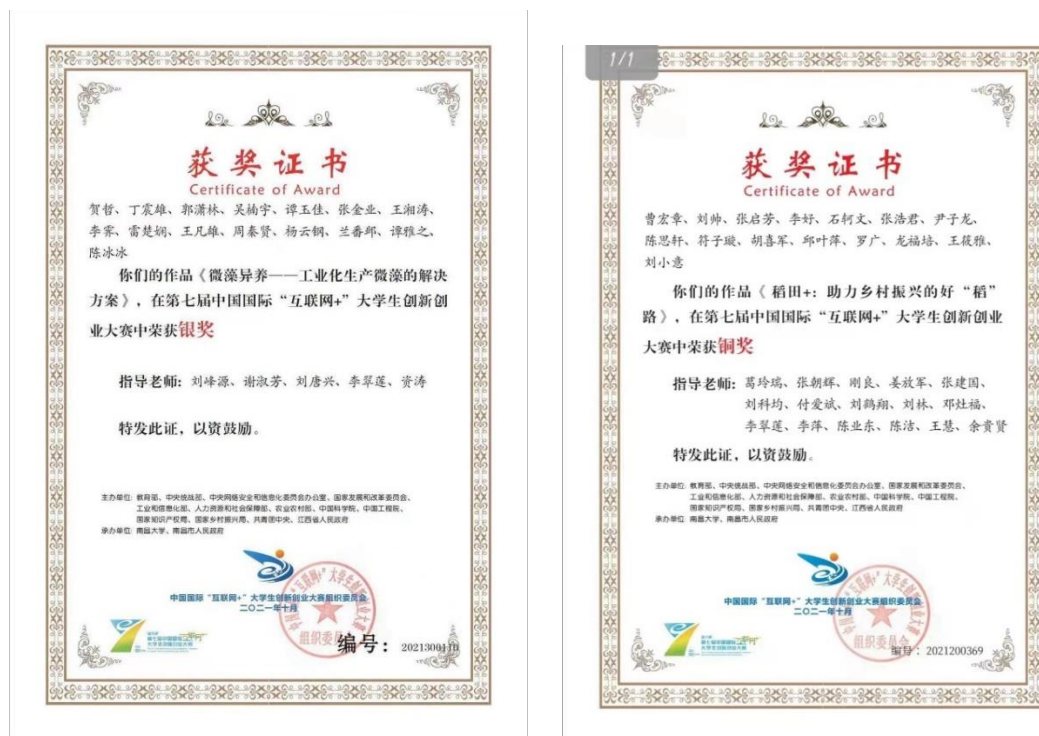 获奖证书
Certificate of Award
贺哲、丁震雄、郭潇林、吴楠宇、谭玉佳、张金业、王湘涛、
李霁、雷楚娴、王凡雄、周秦贤、杨云钢、兰番郎、谭雅之、
陈冰冰
你们的作品《微藻异养——工业化生产微藻的解决
方案》，在第七届中国国际“互联网+”大学生创新创
业大赛中荣获银奖
指导老师：刘峰源、谢淑芳、刘唐兴、李翠莲、资涛
特发此证，以资鼓励。
主办单位：教育部、中央统战部、中央网络安全和信息化委员会办公室、国家发展和改革委员会、
工业和信息化部、人力资源和社会保障部、农业农村部、中国科学院、中国工程院、
国家知识产权局、国家乡村振兴局、共青团中央、江西省人民政府
承办单位：南昌大学、南昌市人民政府
中国国际“互联网+”大学生创新创业大赛组织委员会
二〇二一年十月
编号：
1/1
获奖证书
Certificate of Award
曹宏章、刘帅、张启芳、李好、石轲文、张浩君、尹子龙、
陈思轩、符子璇、胡喜军、邱叶萍、罗广、龙福培、王筱雅、
刘小意
你们的作品《稻田+：助力乡村振兴的好“稻”
路》，在第七届中国国际“互联网+”大学生创新创业
大赛中荣获铜奖
指导老师：葛玲瑞、张朝辉、刚良、姜放军、张建国、
刘科均、付爱斌、刘鹤翔、刘林、邓灶福、
李翠莲、李萍、陈业东、陈洁、王慧、余贵贤
特发此证，以资鼓励。
主办单位：教育部、中央统战部、中央网络安全和信息化委员会办公室、国家发展和改革委员会、
工业和信息化部、人力资源和社会保障部、农业农村部、中国科学院、中国工程院、
国家知识产权局、国家乡村振兴局、共青团中央、江西省人民政府
承办单位：南昌大学、南昌市人民政府
中国国际“互联网+”大学生创新创业大赛组织委员会
二〇二一年十月
编号：2021200369